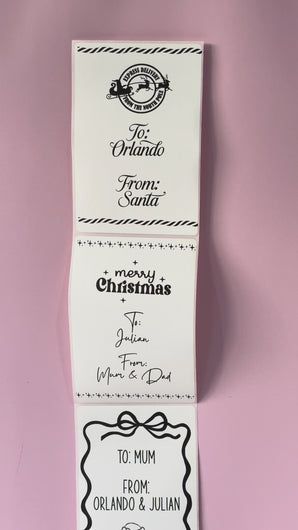 EXPRESS DELIVERY
FROM THE NORTH POLE
To:
Orlando
From:
Santa
merry
Christmas
To:
Julian
From:
Mum & Dad
TO: MUM
FROM:
ORLANDO & JULIAN